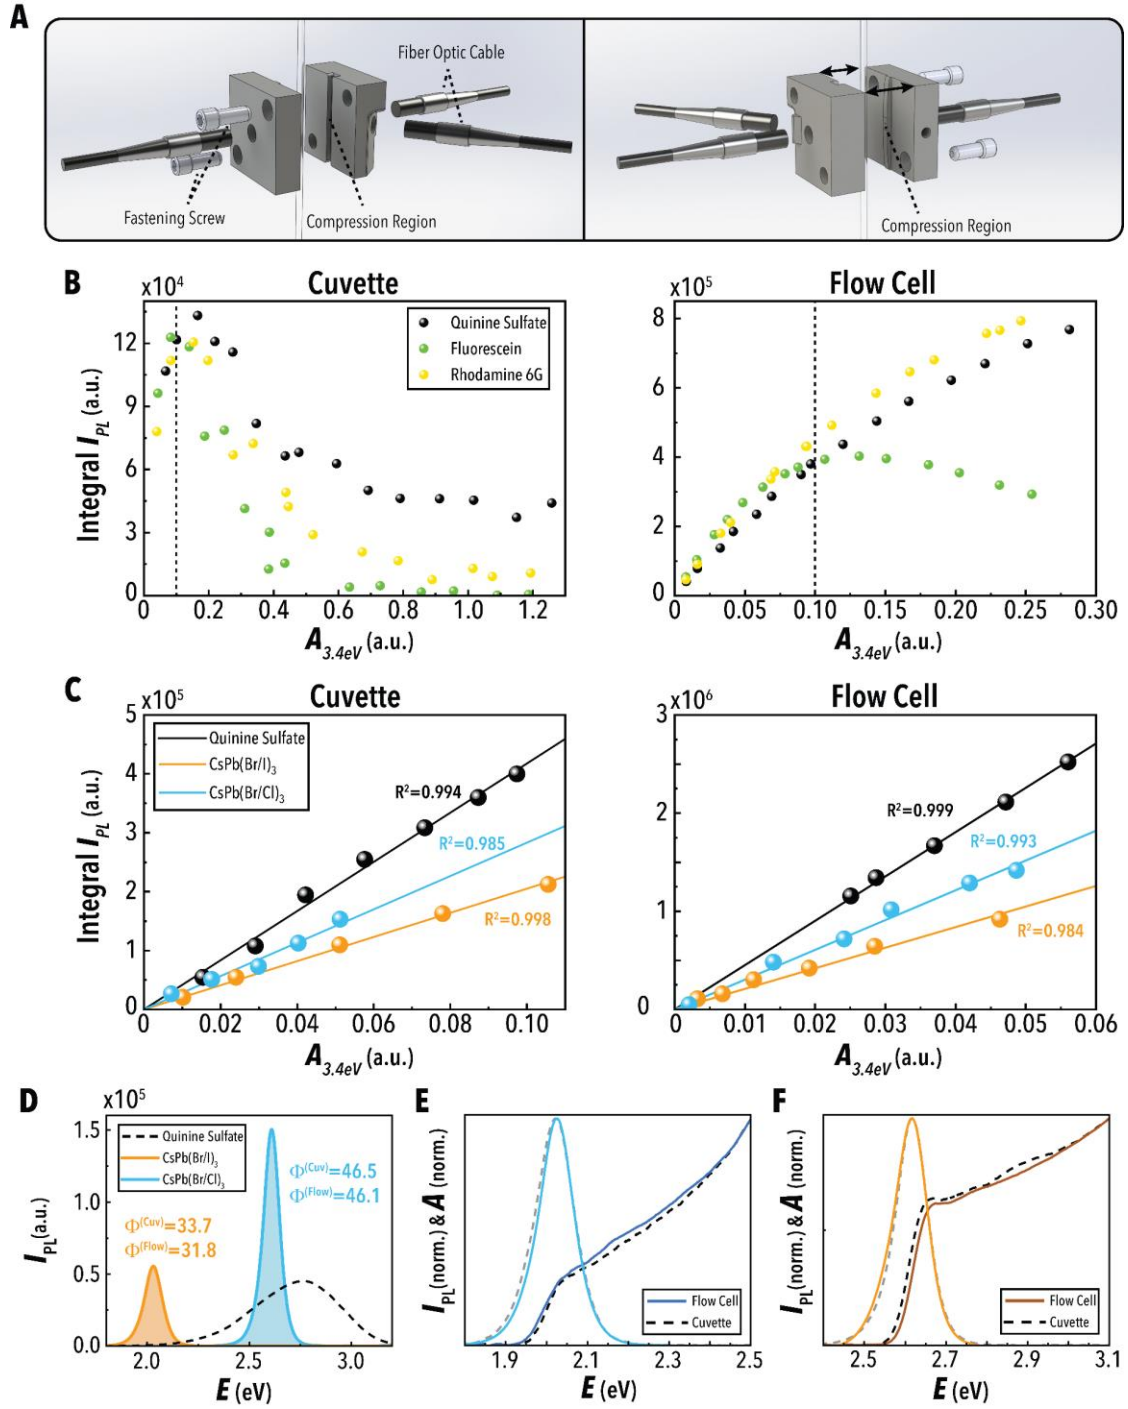 A
Fiber Optic Cable
Fastening Screw
Compression Region
Compression Region
B
x10⁴
Cuvette
Quinine Sulfate
Fluorescein
Rhodamine 6G
Integral I_PL (a.u.)
12
9
6
3
0
0 0.2 0.4 0.6 0.8 1.0 1.2
A_3.4eV (a.u.)
x10⁵
Flow Cell
8
6
4
2
0
0 0.05 0.10 0.15 0.20 0.25 0.30
A_3.4eV (a.u.)
C
x10⁵
Cuvette
Quinine Sulfate
CsPb(Br/I)₃
CsPb(Br/Cl)₃
R²=0.994
R²=0.985
R²=0.998
Integral I_PL (a.u.)
5
4
3
2
1
0
0 0.02 0.04 0.06 0.08 0.10
A_3.4eV (a.u.)
x10⁶
Flow Cell
R²=0.999
R²=0.993
R²=0.984
3
2
1
0
0 0.01 0.02 0.03 0.04 0.05 0.06
A_3.4eV (a.u.)
D
x10⁵
Quinine Sulfate
CsPb(Br/I)₃
CsPb(Br/Cl)₃
Φ(Cuv)=46.5
Φ(Flow)=46.1
Φ(Cuv)=33.7
Φ(Flow)=31.8
I_PL(a.u.)
1.5
1.0
0.5
0.0
2.0 2.5 3.0
E (eV)
E
I_PL(norm.) & A (norm.)
Flow Cell
Cuvette
1.9 2.1 2.3 2.5
E (eV)
F
I_PL(norm.) & A (norm.)
Flow Cell
Cuvette
2.5 2.7 2.9 3.1
E (eV)